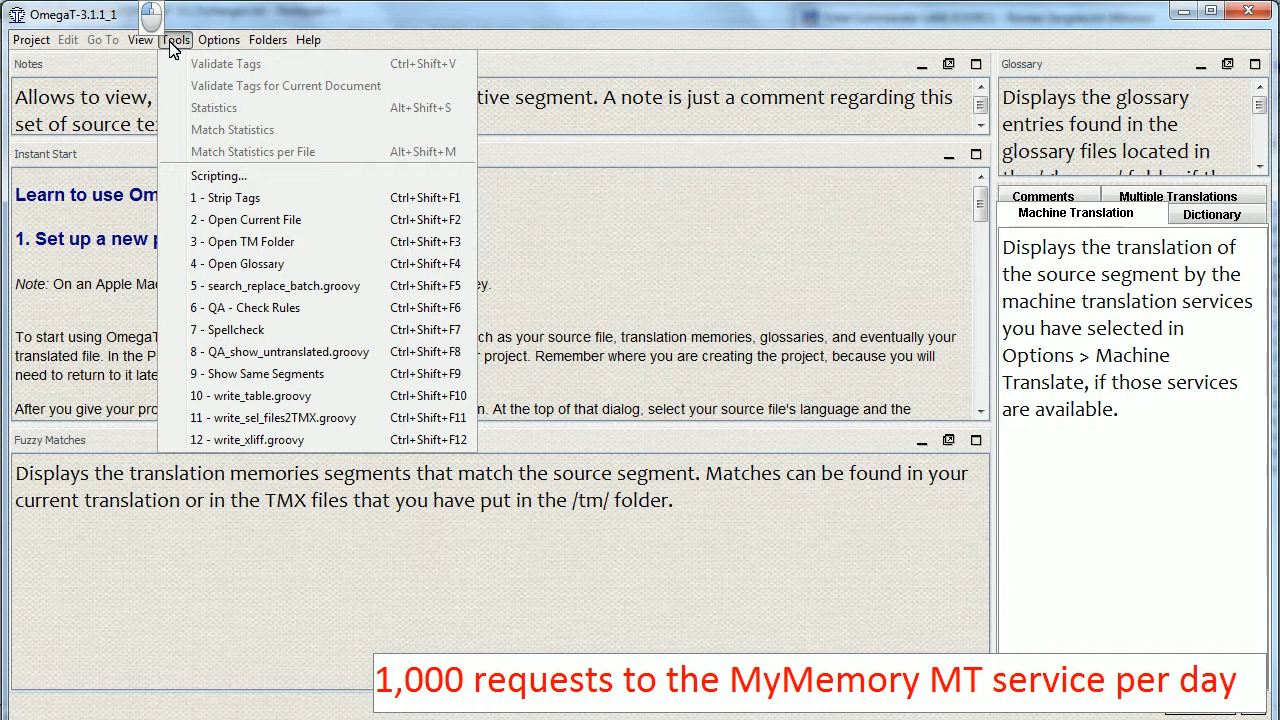 OmegaT-3.1.1_1
Project Edit Go To View Tools Options Folders Help
Notes
Allows to view,
tive segment. A note is just a comment regarding this
set of source te
Instant Start
Learn to use Om
1. Set up a new p
Note: On an Apple Ma
ey.
To start using OmegaT
ch as your source file, translation memories, glossaries, and eventually your
translated file. In the P
project. Remember where you are creating the project, because you will
need to return to it late
After you give your pro
n. At the top of that dialog, select your source file's language and the
Validate Tags Ctrl+Shift+V
Validate Tags for Current Document
Statistics Alt+Shift+S
Match Statistics
Match Statistics per File Alt+Shift+M
Scripting...
1 - Strip Tags Ctrl+Shift+F1
2 - Open Current File Ctrl+Shift+F2
3 - Open TM Folder Ctrl+Shift+F3
4 - Open Glossary Ctrl+Shift+F4
5 - search_replace_batch.groovy Ctrl+Shift+F5
6 - QA - Check Rules Ctrl+Shift+F6
7 - Spellcheck Ctrl+Shift+F7
8 - QA_show_untranslated.groovy Ctrl+Shift+F8
9 - Show Same Segments Ctrl+Shift+F9
10 - write_table.groovy Ctrl+Shift+F10
11 - write_sel_files2TMX.groovy Ctrl+Shift+F11
12 - write_xliff.groovy Ctrl+Shift+F12
Fuzzy Matches
Displays the translation memories segments that match the source segment. Matches can be found in your
current translation or in the TMX files that you have put in the /tm/ folder.
Glossary
Displays the glossary
entries found in the
glossary files located in
Comments Multiple Translations
Machine Translation Dictionary
Displays the translation of
the source segment by the
machine translation services
you have selected in
Options > Machine
Translate, if those services
are available.
1,000 requests to the MyMemory MT service per day